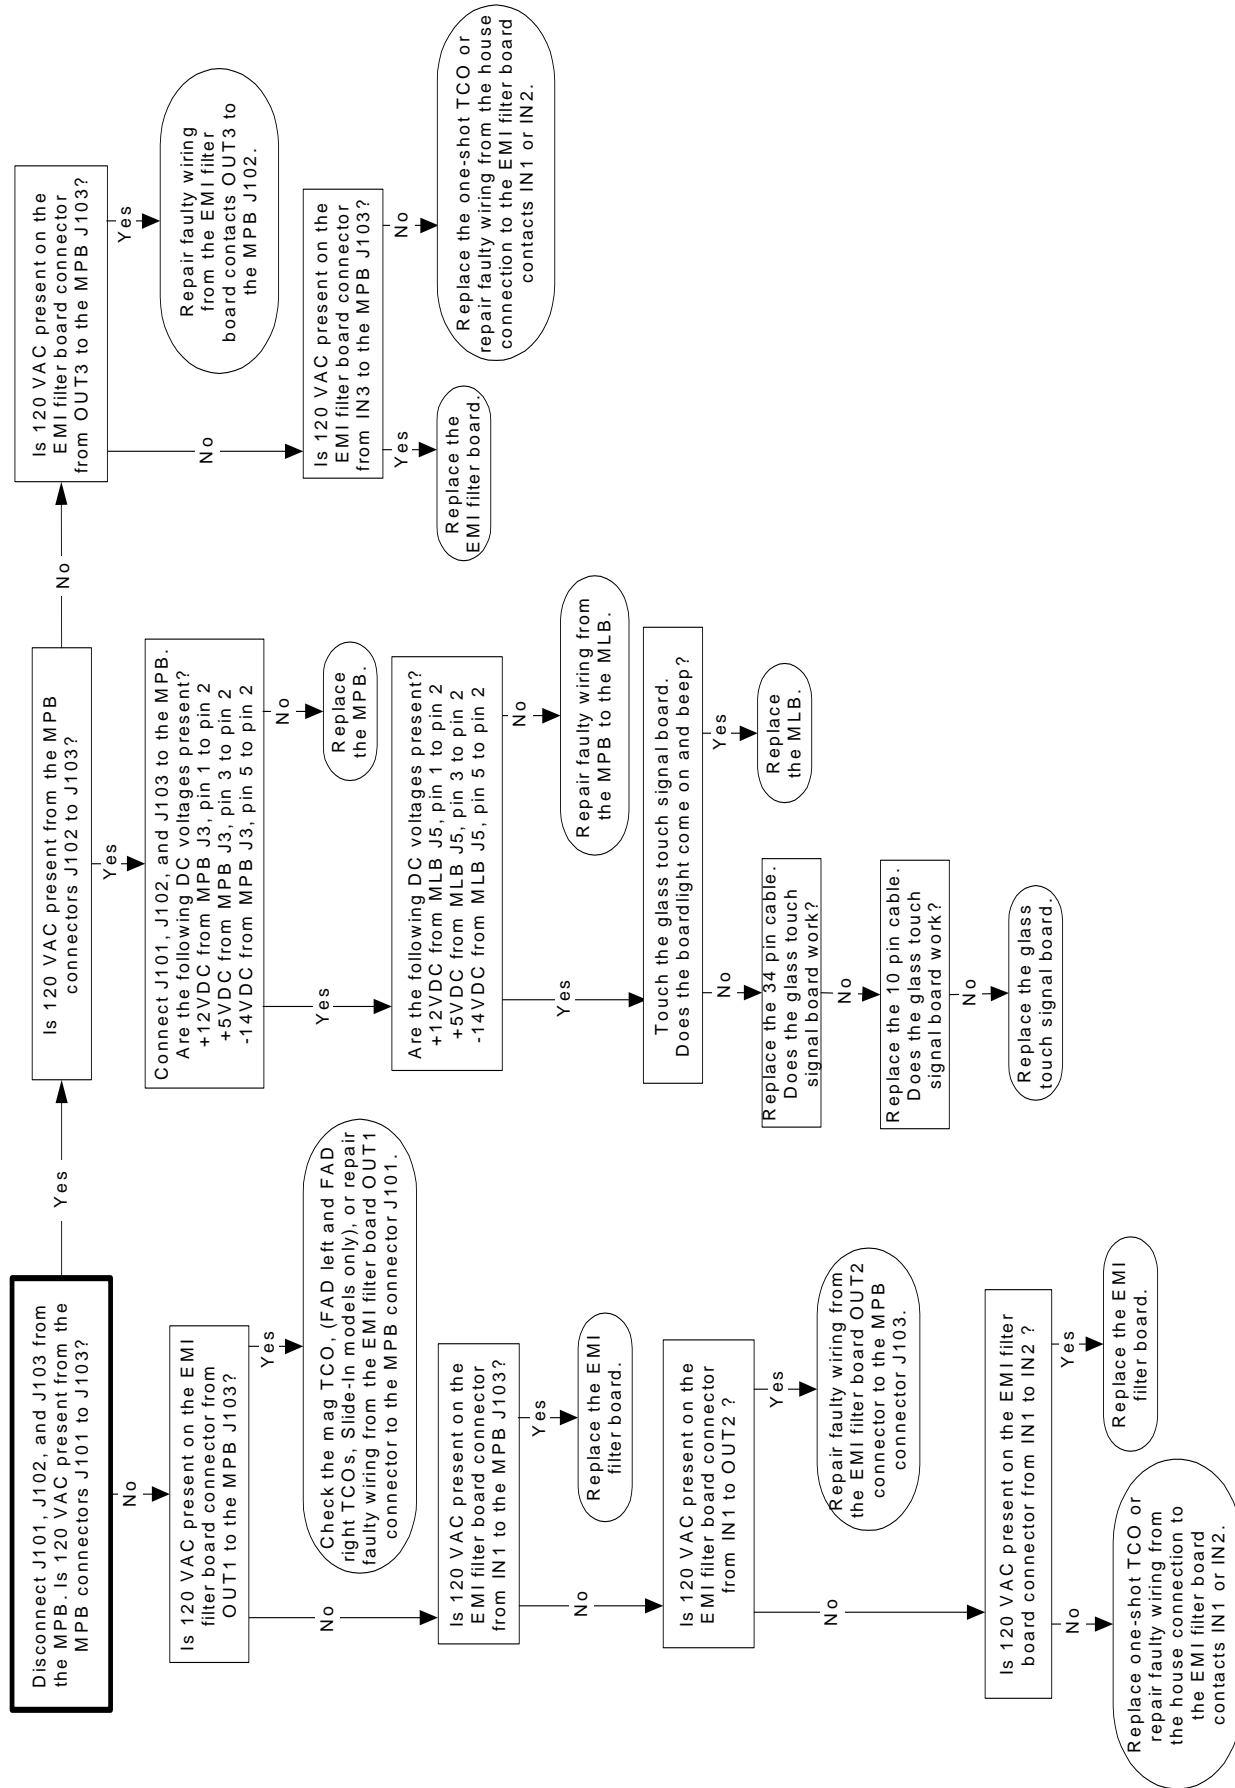 Disconnect J101, J102, and J103 from
the MPB. Is 120 VAC present from the
MPB connectors J101 to J103?
Yes
No
Is 120 VAC present on the EMI
filter board connector from
OUT1 to the MPB J103?
Yes
Check the mag TCO, (FAD left and FAD
right TCOs, Slide-In models only), or repair
faulty wiring from the EMI filter board OUT1
connector to the MPB connector J101.
No
Is 120 VAC present on the
EMI filter board connector
from IN1 to the MPB J103?
Yes
Replace the EMI
filter board.
No
Is 120 VAC present on the
EMI filter board connector
from IN1 to OUT2 ?
Yes
Repair faulty wiring from
the EMI filter board OUT2
connector to the MPB
connector J103.
No
Is 120 VAC present on the EMI filter
board connector from IN1 to IN2 ?
Yes
Replace the EMI
filter board.
No
Replace one-shot TCO or
repair faulty wiring from
the house connection to
the EMI filter board
contacts IN1 or IN2.
Is 120 VAC present from the MPB
connectors J102 to J103?
No
Yes
Connect J101, J102, and J103 to the MPB.
Are the following DC voltages present?
+12VDC from MPB J3, pin 1 to pin 2
+5VDC from MPB J3, pin 3 to pin 2
-14VDC from MPB J3, pin 5 to pin 2
No
Replace
the MPB.
Yes
Are the following DC voltages present?
+12VDC from MLB J5, pin 1 to pin 2
+5VDC from MLB J5, pin 3 to pin 2
-14VDC from MLB J5, pin 5 to pin 2
No
Repair faulty wiring from
the MPB to the MLB.
Yes
Touch the glass touch signal board.
Does the boardlight come on and beep?
Yes
Replace
the MLB.
No
Replace the 34 pin cable.
Does the glass touch
signal board work?
No
Replace the 10 pin cable.
Does the glass touch
signal board work?
No
Replace the glass
touch signal board.
Is 120 VAC present on the
EMI filter board connector
from OUT3 to the MPB J103?
Yes
Repair faulty wiring
from the EMI filter
board contacts OUT3 to
the MPB J102.
No
Is 120 VAC present on the
EMI filter board connector
from IN3 to the MPB J103?
Yes
Replace the
EMI filter board.
No
Replace the one-shot TCO or
repair faulty wiring from the house
connection to the EMI filter board
contacts IN1 or IN2.